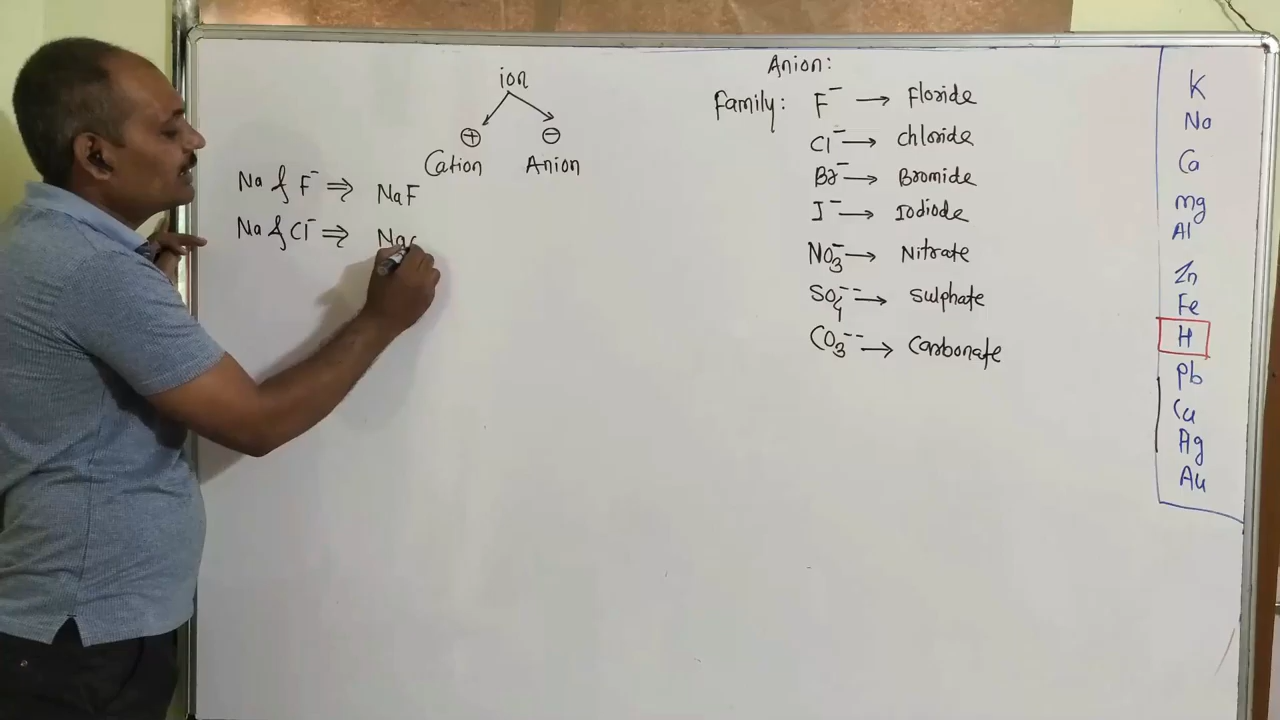 ion
⊕ ⊖
Cation Anion
Na & F⁻ ⇒ NaF
Na & Cl⁻ ⇒ Na
Anion:
Family: F⁻ → Floride
Cl⁻ → chloride
Br⁻ → Bromide
I⁻ → Iodiode
NO₃⁻ → Nitrate
SO₄⁻⁻ → Sulphate
CO₃⁻⁻ → Carbonate
K
Na
Ca
mg
Al
Zn
Fe
H
Pb
Cu
Ag
Au